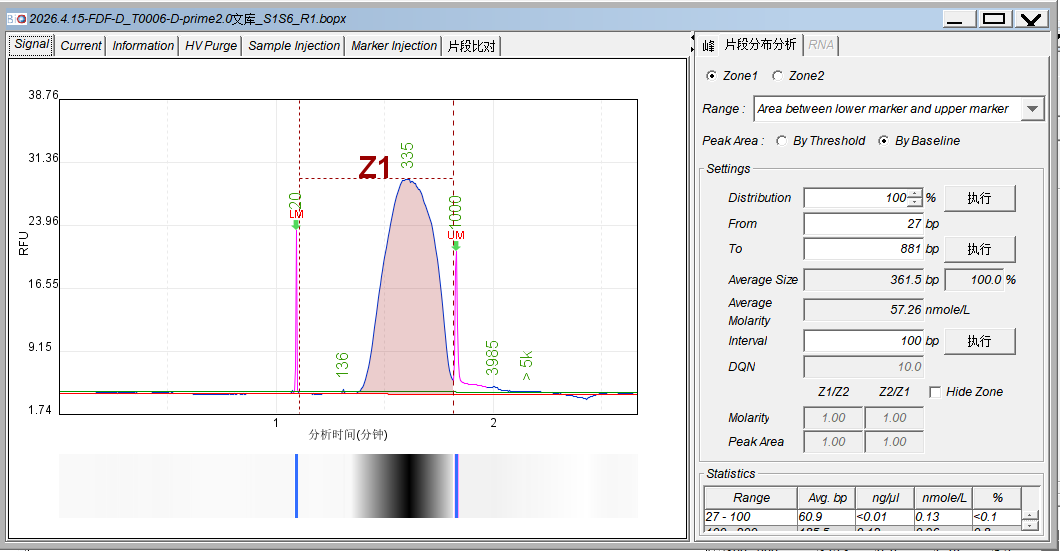 2026.4.15-FDF-D_T0006-D-prime2.0文库_S1S6_R1.bopx
Signal Current Information HV Purge Sample Injection Marker Injection 片段比对
38.76
31.36
23.96
16.55
9.15
1.74
RFU
Z1
335
20
LM
1000
UM
136
3985
> 5k
1 2
分析时间(分钟)
峰 片段分布分析 RNA
Zone1 Zone2
Range : Area between lower marker and upper marker
Peak Area : By Threshold By Baseline
Settings
Distribution 100 % 执行
From 27 bp
To 881 bp 执行
Average Size 361.5 bp 100.0 %
Average Molarity 57.26 nmole/L
Interval 100 bp 执行
DQN 10.0
Z1/Z2 Z2/Z1 Hide Zone
Molarity 1.00 1.00
Peak Area 1.00 1.00
Statistics
Range Avg. bp ng/µl nmole/L %
27 - 100 60.9 <0.01 0.13 <0.1